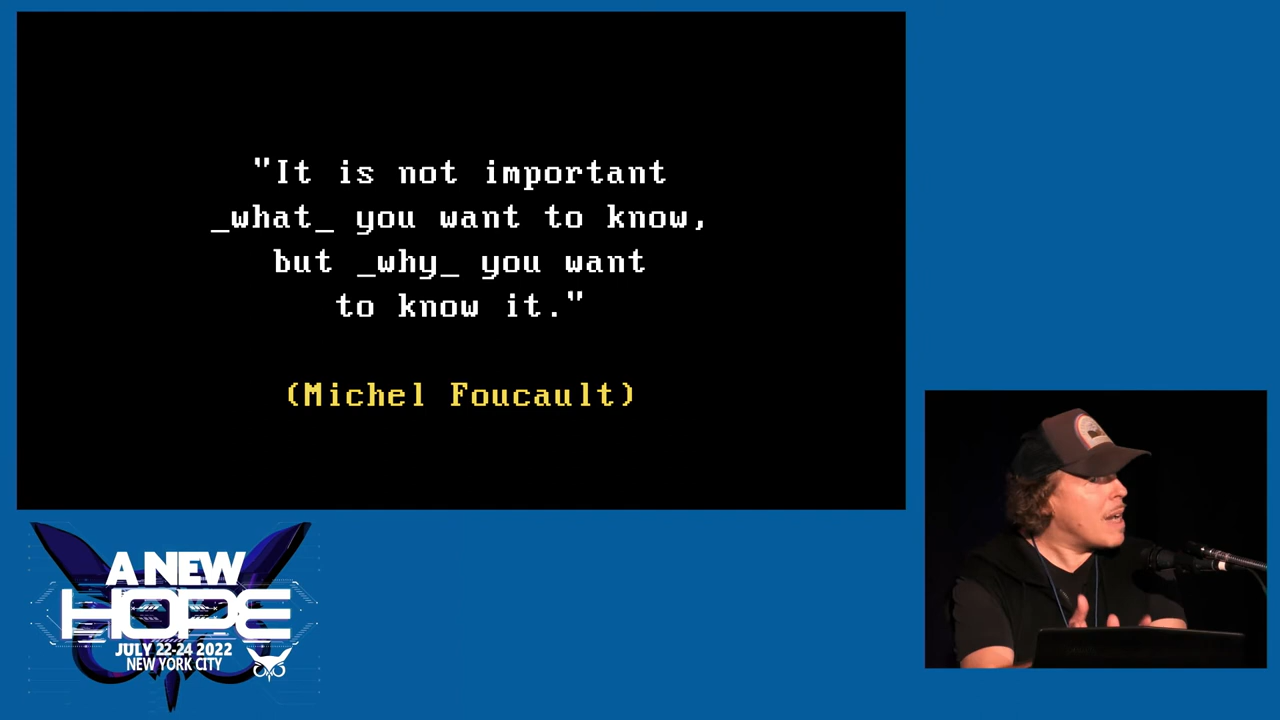 "It is not important
_what_ you want to know,
but _why_ you want
to know it."
(Michel Foucault)
A NEW
HOPE
JULY 22-24 2022
NEW YORK CITY